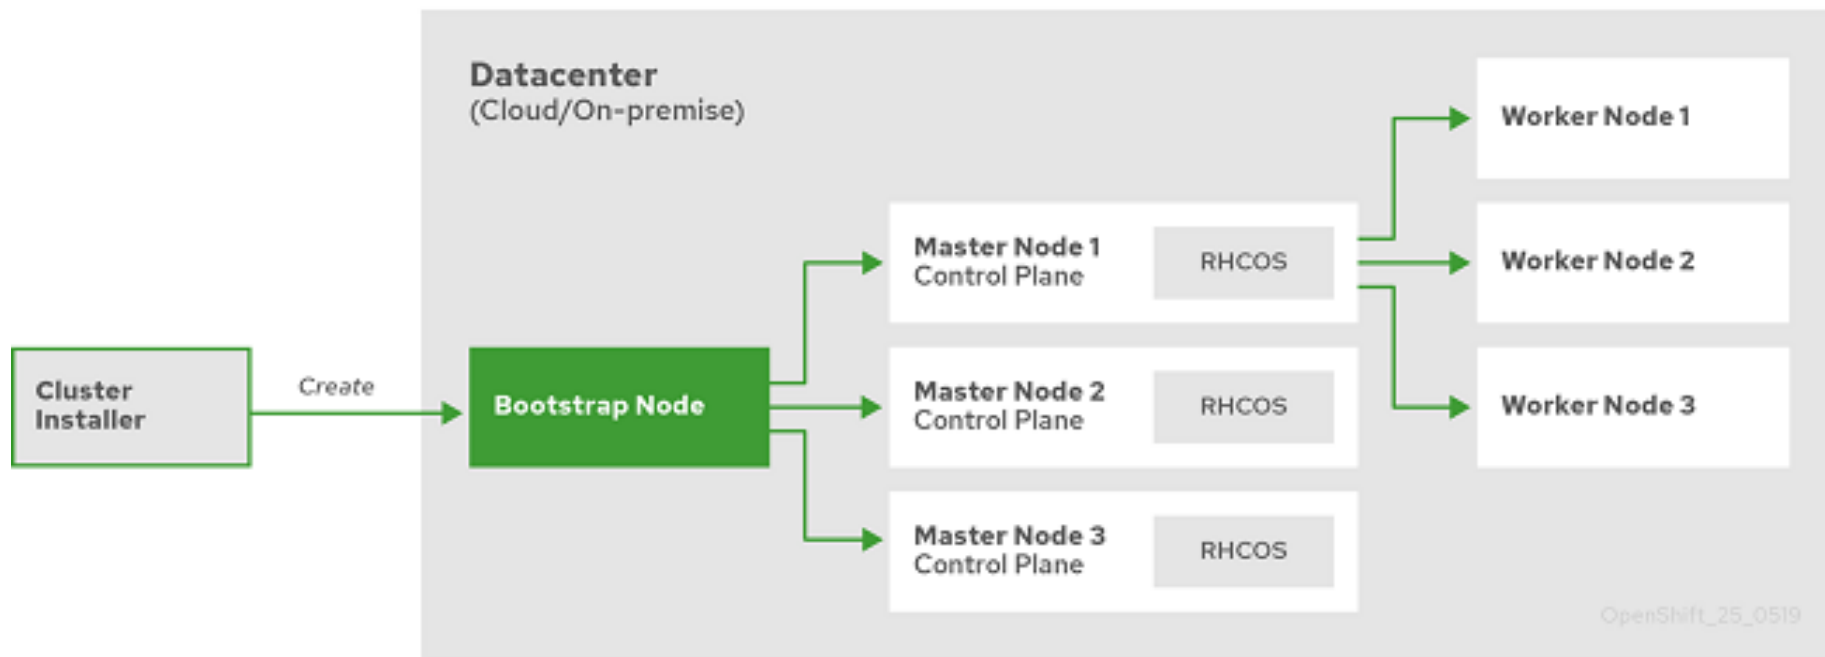 Datacenter
(Cloud/On-premise)
Cluster
Installer
Create
Bootstrap Node
Master Node 1
Control Plane
RHCOS
Master Node 2
Control Plane
RHCOS
Master Node 3
Control Plane
RHCOS
Worker Node 1
Worker Node 2
Worker Node 3
OpenShift_25_0519